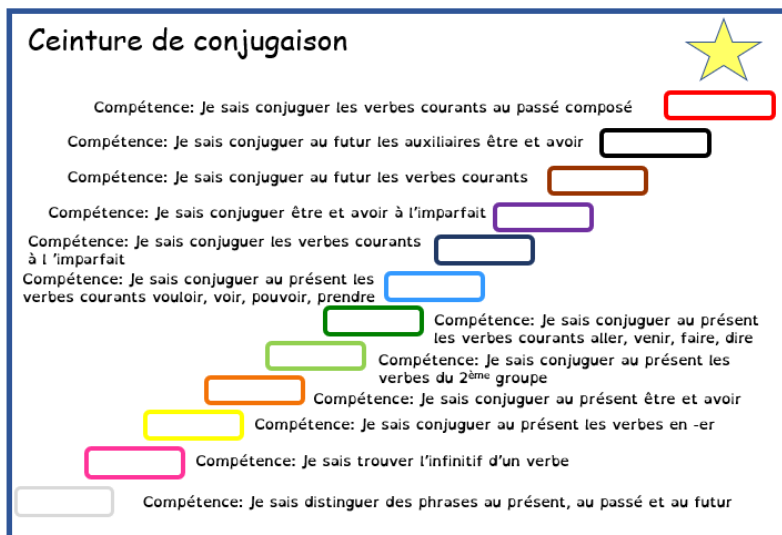 Ceinture de conjugaison
Compétence: Je sais conjuguer les verbes courants au passé composé
Compétence: Je sais conjuguer au futur les auxiliaires être et avoir
Compétence: Je sais conjuguer au futur les verbes courants
Compétence: Je sais conjuguer être et avoir à l'imparfait
Compétence: Je sais conjuguer les verbes courants
à l 'imparfait
Compétence: Je sais conjuguer au présent les
verbes courants vouloir, voir, pouvoir, prendre
Compétence: Je sais conjuguer au présent
les verbes courants aller, venir, faire, dire
Compétence: Je sais conjuguer au présent les
verbes du 2ème groupe
Compétence: Je sais conjuguer au présent être et avoir
Compétence: Je sais conjuguer au présent les verbes en -er
Compétence: Je sais trouver l'infinitif d'un verbe
Compétence: Je sais distinguer des phrases au présent, au passé et au futur